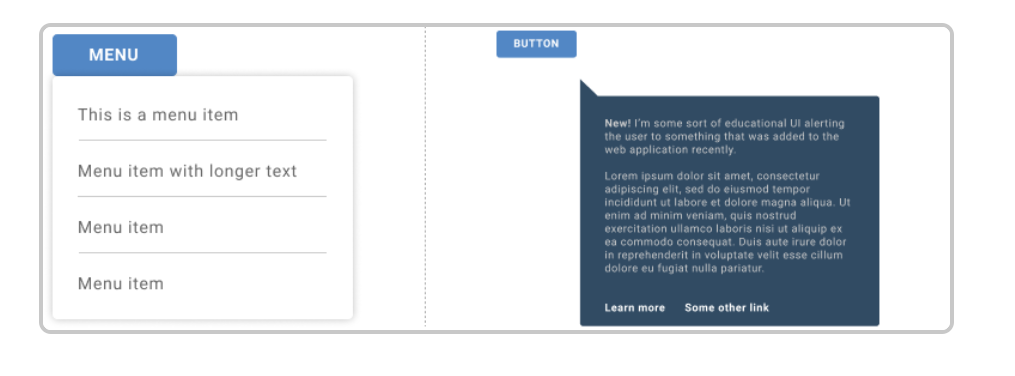 MENU
This is a menu item
Menu item with longer text
Menu item
Menu item
BUTTON
New! I'm some sort of educational UI alerting
the user to something that was added to the
web application recently.
Lorem ipsum dolor sit amet, consectetur
adipiscing elit, sed do eiusmod tempor
incididunt ut labore et dolore magna aliqua. Ut
enim ad minim veniam, quis nostrud
exercitation ullamco laboris nisi ut aliquip ex
ea commodo consequat. Duis aute irure dolor
in reprehenderit in voluptate velit esse cillum
dolore eu fugiat nulla pariatur.
Learn more Some other link